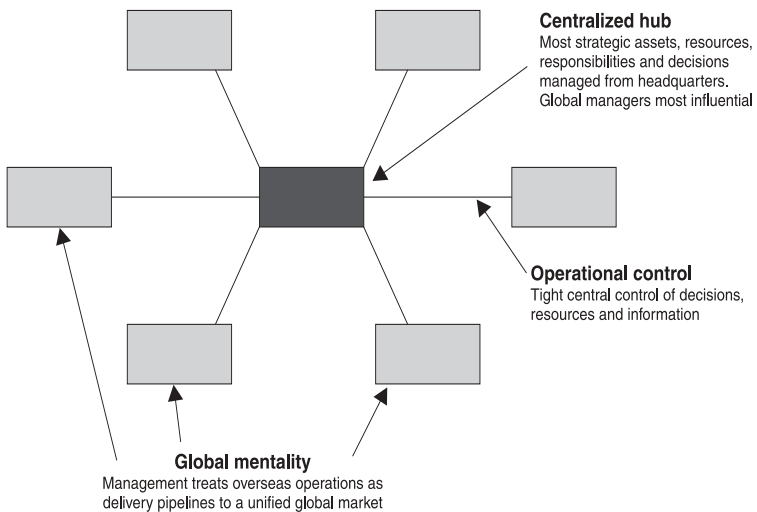 Centralized hub
Most strategic assets, resources,
responsibilities and decisions
managed from headquarters.
Global managers most influential
Operational control
Tight central control of decisions,
resources and information
Global mentality
Management treats overseas operations as
delivery pipelines to a unified global market